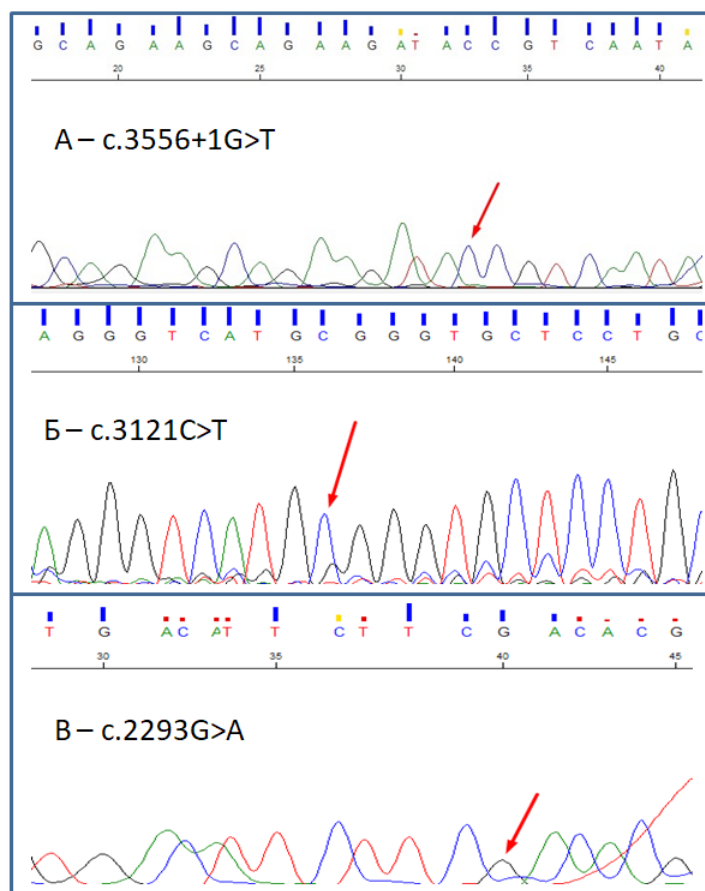 G C A G A A G C A G A A G A T A C C G T C A A T A
20 25 30 35 40
А – c.3556+1G>T
A G G G T C A T G C G G G T G C T C C T G C
130 135 140 145
Б – c.3121C>T
T G A C A T T C T T C G A C A C G
30 35 40 45
В – c.2293G>A